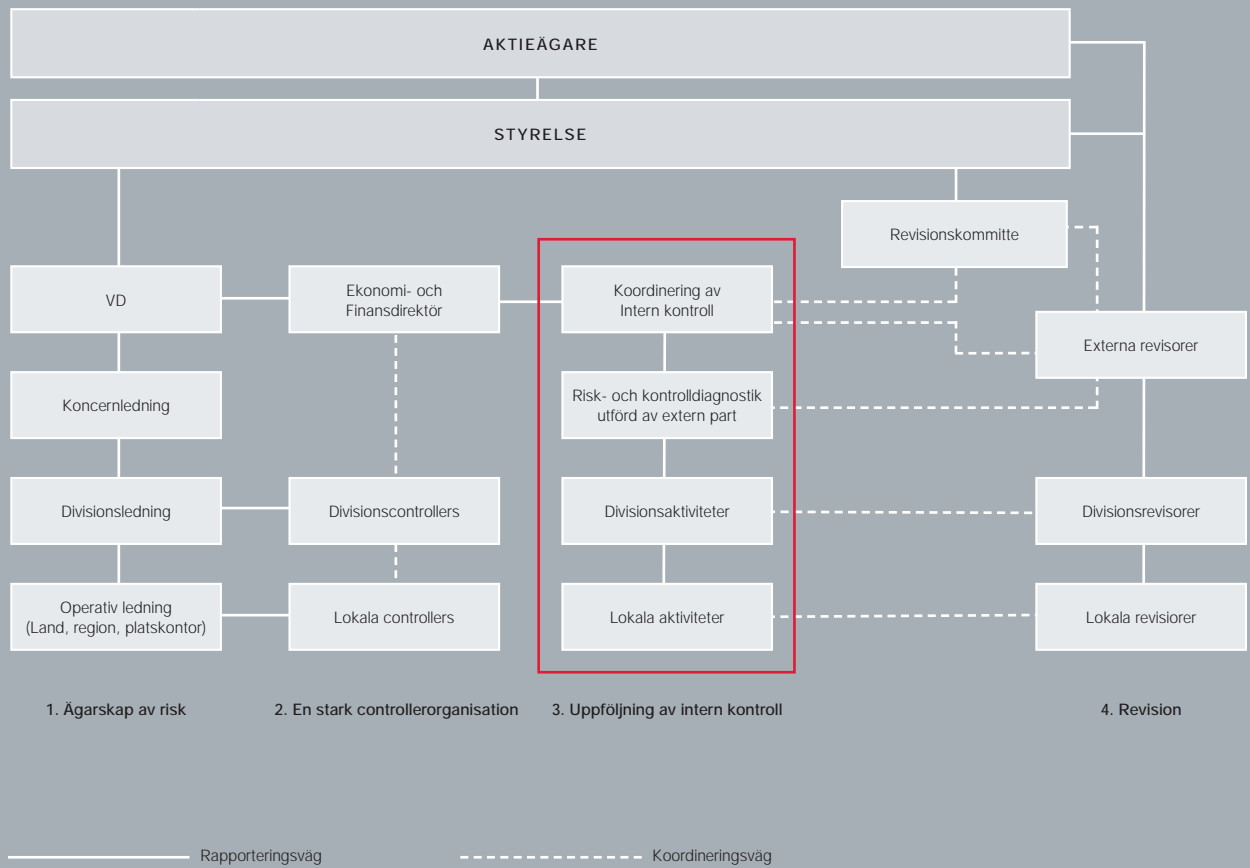 AKTIEÄGARE
STYRELSE
Revisionskommitte
VD
Ekonomi- och
Finansdirektör
Koordinering av
Intern kontroll
Externa revisorer
Koncernledning
Risk- och kontrolldiagnostik
utförd av extern part
Divisionsledning
Divisionscontrollers
Divisionsaktiviteter
Divisionsrevisorer
Operativ ledning
(Land, region, platskontor)
Lokala controllers
Lokala aktiviteter
Lokala revisiorer
1. Ägarskap av risk
2. En stark controllerorganisation
3. Uppföljning av intern kontroll
4. Revision
Rapporteringsväg
Koordineringsväg